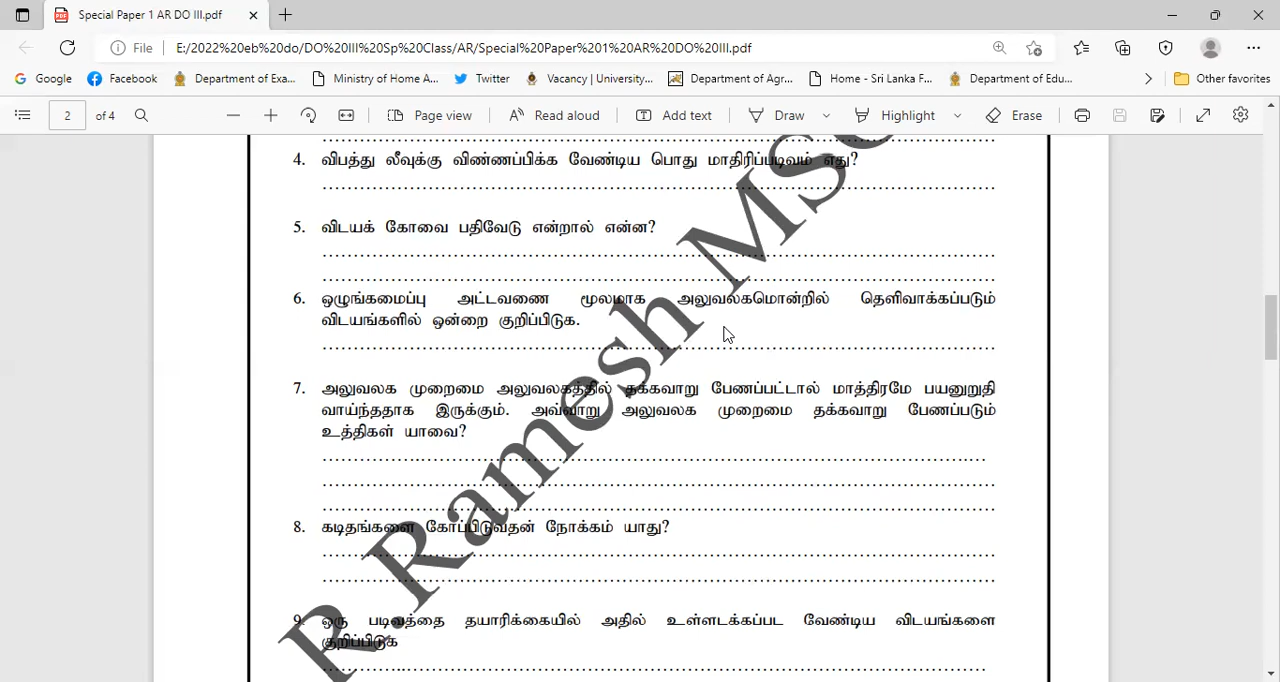 Special Paper 1 AR DO III.pdf
File E:/2022%20eb%20do/DO%20III%20Sp%20Class/AR/Special%20Paper%201%20AR%20DO%20III.pdf
Google Facebook Department of Exa... Ministry of Home A... Twitter Vacancy | University... Department of Agr... Home - Sri Lanka F... Department of Edu... Other favorites
2 of 4 Page view Read aloud Add text Draw Highlight Erase
4. விபத்து லீவுக்கு விண்ணப்பிக்க வேண்டிய பொது மாதிரிப்படிவம் எது?
5. விடயக் கோவை பதிவேடு என்றால் என்ன?
6. ஒழுங்கமைப்பு அட்டவணை மூலமாக அலுவலகமொன்றில் தெளிவாக்கப்படும்
விடயங்களில் ஒன்றை குறிப்பிடுக.
7. அலுவலக முறைமை அலுவலகத்தில் தக்கவாறு பேணப்பட்டால் மாத்திரமே பயனுறுதி
வாய்ந்ததாக இருக்கும். அவ்வாறு அலுவலக முறைமை தக்கவாறு பேணப்படும்
உத்திகள் யாவை?
8. கடிதங்களை கோப்பிடுவதன் நோக்கம் யாது?
9. ஒரு படிவத்தை தயாரிக்கையில் அதில் உள்ளடக்கப்பட வேண்டிய விடயங்களை
குறிப்பிடுக
R.Ramesh MSc